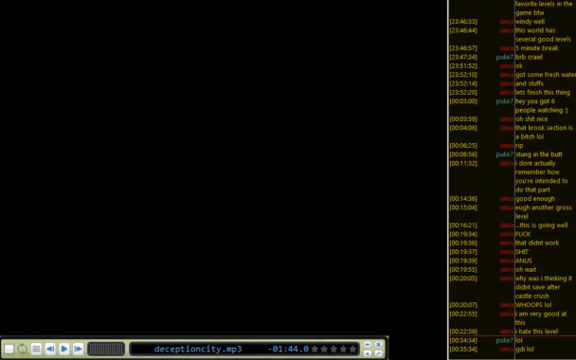 favorite levels in the
game btw
[23:46:33] windy well
[23:46:44] this world has
several good levels
[23:46:57] 5 minute break
[23:47:34] puke7 brb crawl
[23:51:52] ok
[23:52:10] got some fresh water
[23:52:14] and stuffs
[23:52:20] lets finish this thing
[00:03:00] puke7 hey you got 6
people watching :)
[00:03:59] oh shit nice
[00:04:08] that krook section is
a bitch lol
[00:06:25] rip
[00:08:56] puke7 stung in the butt
[00:11:32] i dont actually
remember how
you're intended to
do that part
[00:14:36] good enough
[00:15:04] eugh another gross
level
[00:16:21] ...this is going well
[00:19:34] FUCK
[00:19:36] that didnt work
[00:19:37] SHIT
[00:19:39] ANUS
[00:19:55] oh wait
[00:20:05] why was i thinking it
didnt save after
castle crush
[00:20:07] WHOOPS lol
[00:22:55] i am very good at
this
[00:22:59] i hate this level
[00:34:34] puke7 lol
[00:35:34] gdi lol
deceptioncity.mp3 -01:44.0